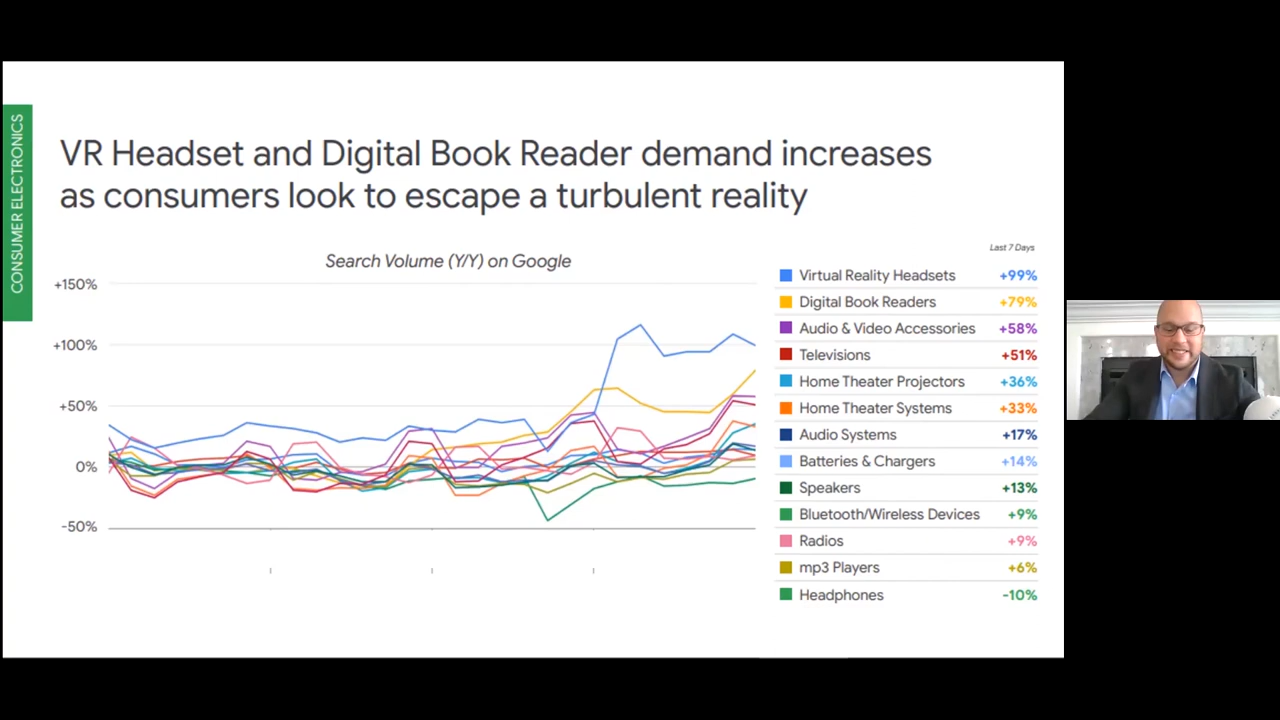 CONSUMER ELECTRONICS
VR Headset and Digital Book Reader demand increases
as consumers look to escape a turbulent reality
Search Volume (Y/Y) on Google
+150%
+100%
+50%
0%
-50%
Last 7 Days
Virtual Reality Headsets +99%
Digital Book Readers +79%
Audio & Video Accessories +58%
Televisions +51%
Home Theater Projectors +36%
Home Theater Systems +33%
Audio Systems +17%
Batteries & Chargers +14%
Speakers +13%
Bluetooth/Wireless Devices +9%
Radios +9%
mp3 Players +6%
Headphones -10%